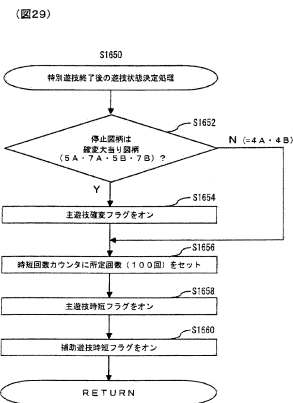 (図29)
S1650
特別遊技終了後の遊技状態決定処理
S1652
停止図柄は
確変大当り図柄
(5A・7A・5B・7B)?
N (=4A・4B)
Y
S1654
主遊技確変フラグをオン
S1656
時短回数カウンタに所定回数(100回)をセット
S1658
主遊技時短フラグをオン
S1660
補助遊技時短フラグをオン
RETURN